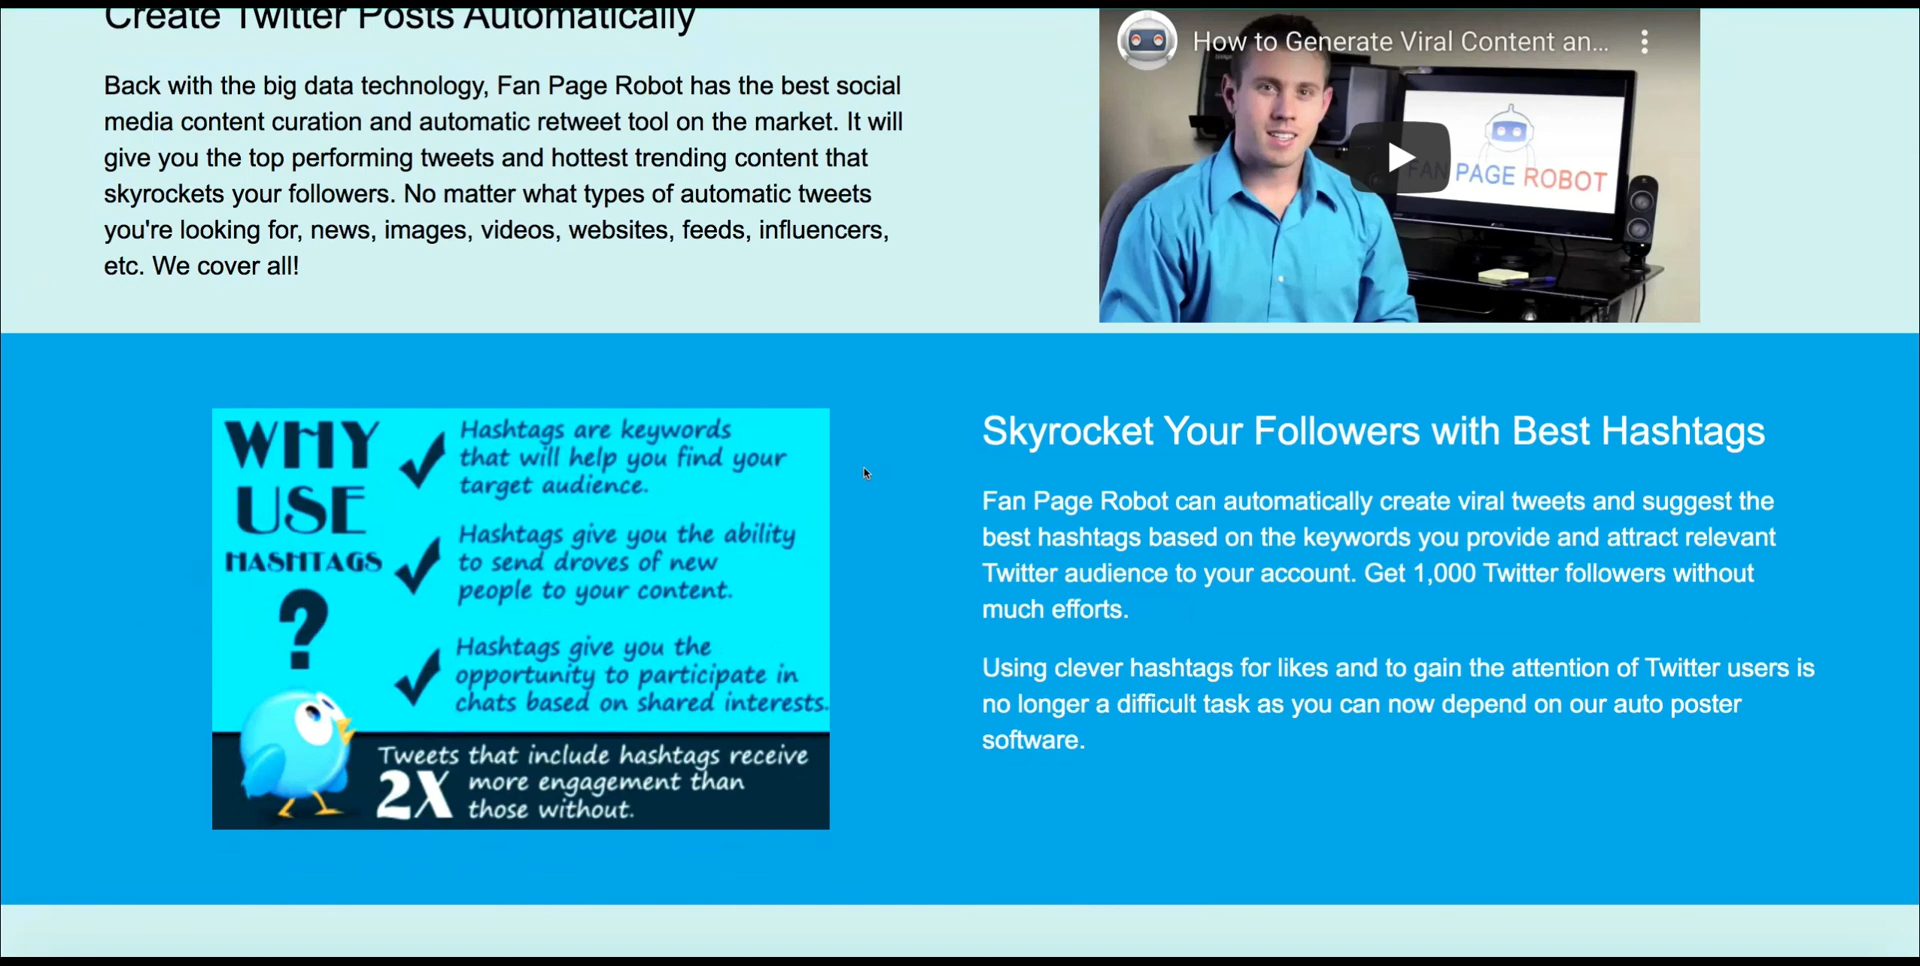 Create Twitter Posts Automatically
Back with the big data technology, Fan Page Robot has the best social
media content curation and automatic retweet tool on the market. It will
give you the top performing tweets and hottest trending content that
skyrockets your followers. No matter what types of automatic tweets
you're looking for, news, images, videos, websites, feeds, influencers,
etc. We cover all!
How to Generate Viral Content an...
FAN PAGE ROBOT
WHY
USE
HASHTAGS
?
Hashtags are keywords
that will help you find your
target audience.
Hashtags give you the ability
to send droves of new
people to your content.
Hashtags give you the
opportunity to participate in
chats based on shared interests.
Tweets that include hashtags receive
2X more engagement than
those without.
Skyrocket Your Followers with Best Hashtags
Fan Page Robot can automatically create viral tweets and suggest the
best hashtags based on the keywords you provide and attract relevant
Twitter audience to your account. Get 1,000 Twitter followers without
much efforts.
Using clever hashtags for likes and to gain the attention of Twitter users is
no longer a difficult task as you can now depend on our auto poster
software.